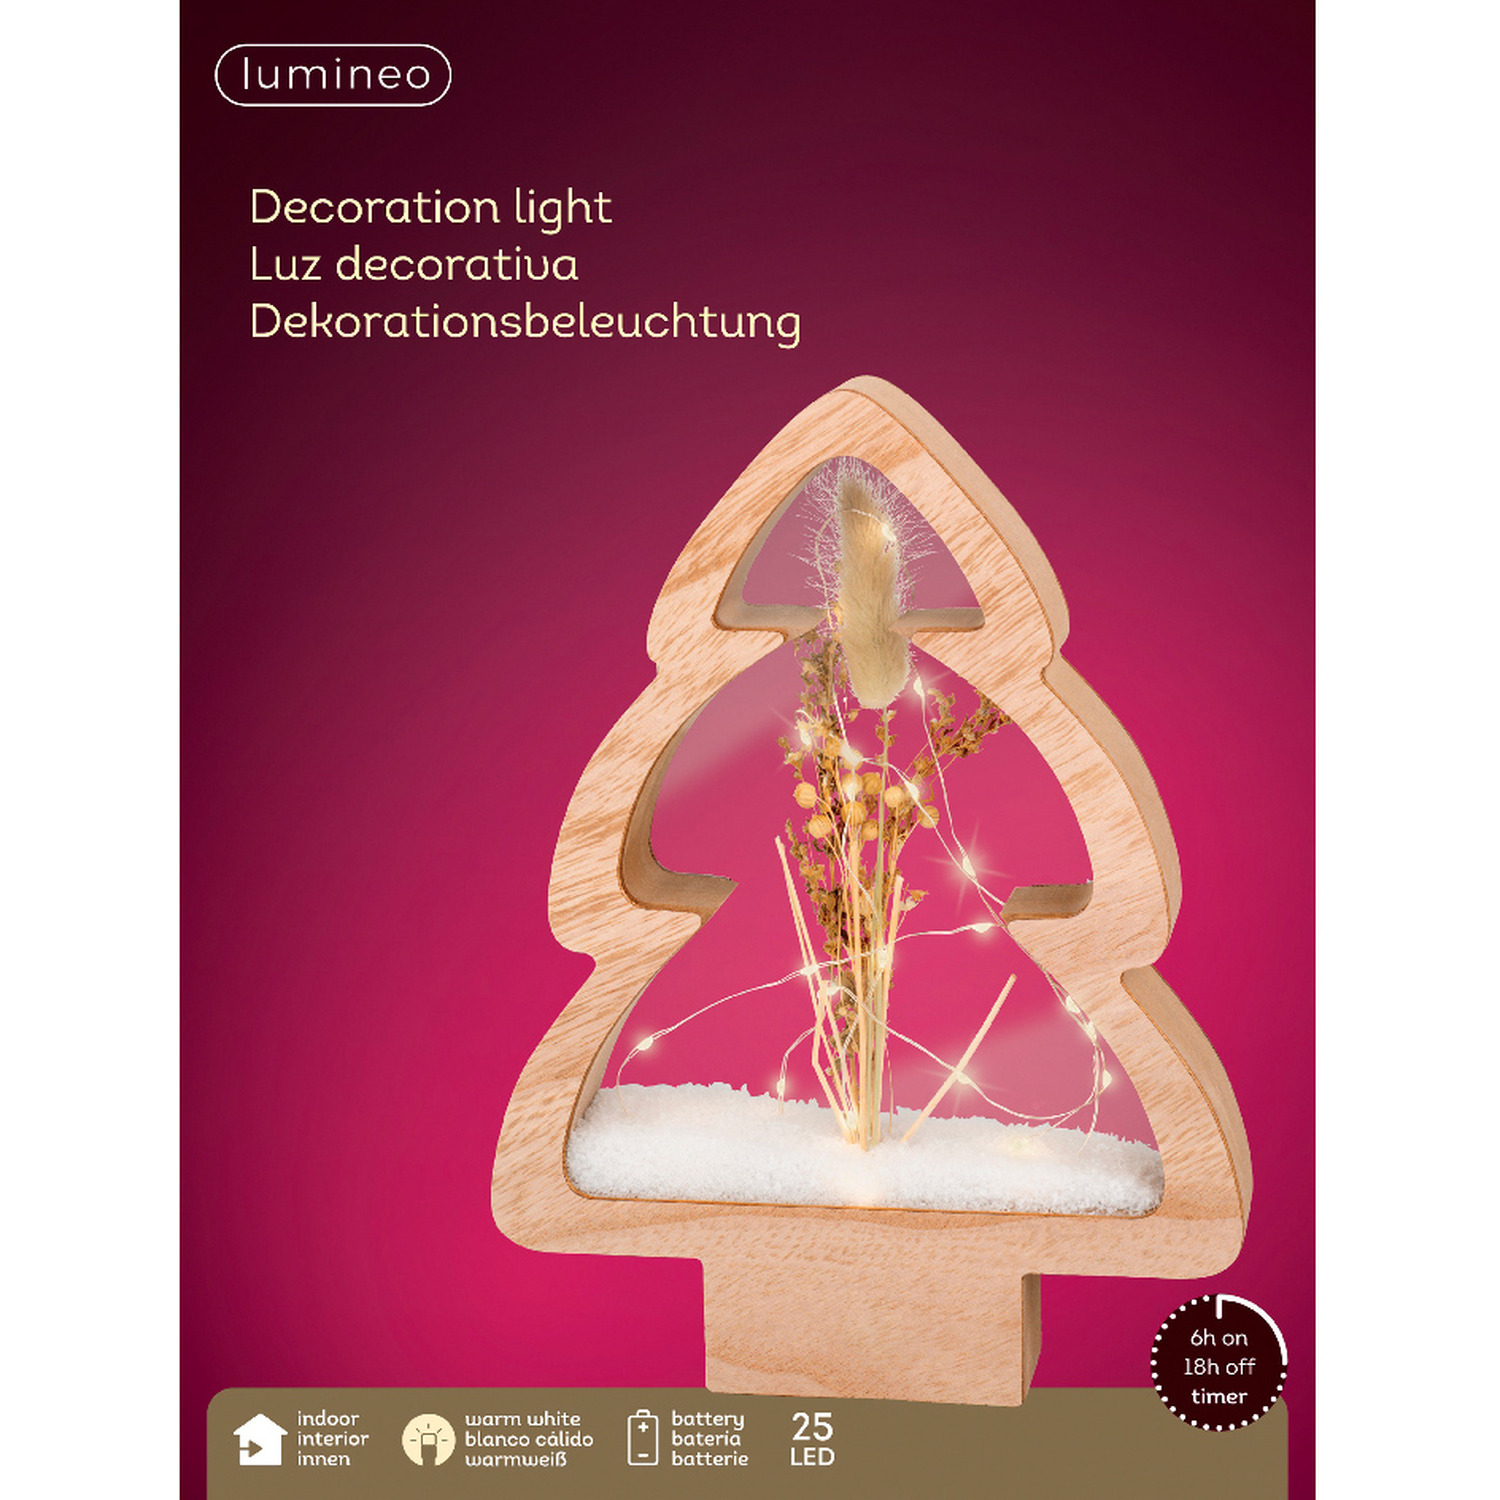 lumineo
Decoration light
Luz decorativa
Dekorationsbeleuchtung
6h on
18h off
timer
indoor
interior
innen
warm white
blanco cálido
warmweiß
battery
bateria
batterie
25
LED